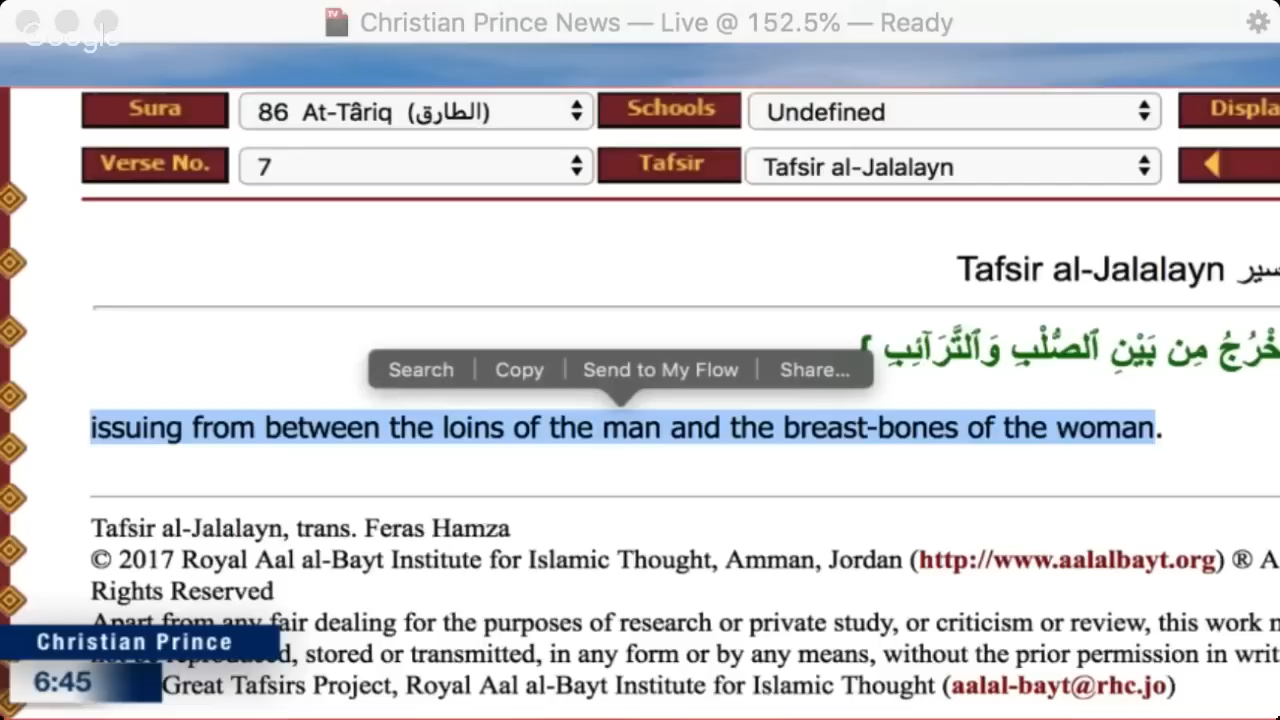 Google
Christian Prince News — Live @ 152.5% — Ready
Sura 86 At-Târiq (الطارق) Schools Undefined
Verse No. 7 Tafsir Tafsir al-Jalalayn
Tafsir al-Jalalayn
مِن بَيْنِ ٱلصُّلْبِ وَٱلتَّرَآئِبِ
Search Copy Send to My Flow Share...
issuing from between the loins of the man and the breast-bones of the woman.
Tafsir al-Jalalayn, trans. Feras Hamza
© 2017 Royal Aal al-Bayt Institute for Islamic Thought, Amman, Jordan (http://www.aalalbayt.org) ® A
Rights Reserved
Apart from any fair dealing for the purposes of research or private study, or criticism or review, this work
stored or transmitted, in any form or by any means, without the prior permission in
Great Tafsirs Project, Royal Aal al-Bayt Institute for Islamic Thought (aalal-bayt@rhc.jo)
Christian Prince
6:45